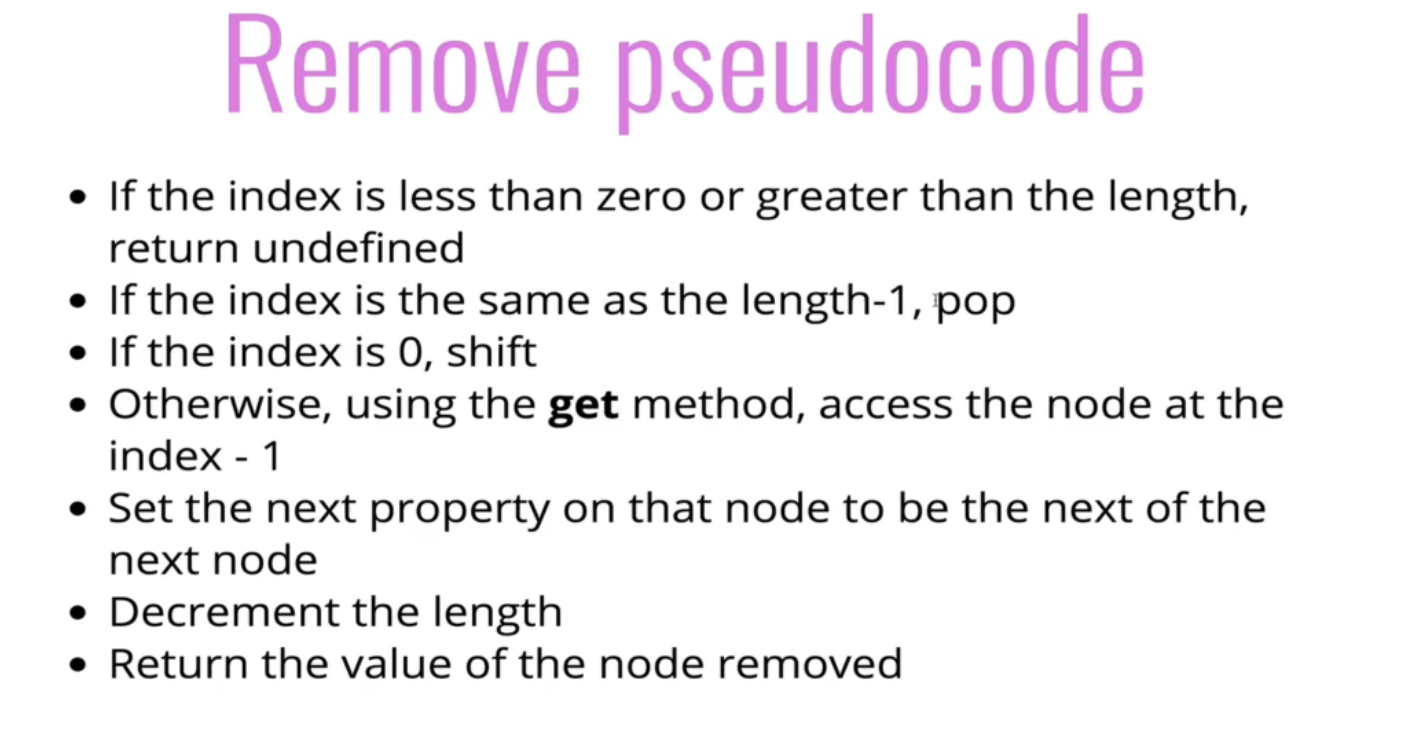 Remove pseudocode
• If the index is less than zero or greater than the length,
return undefined
• If the index is the same as the length-1, pop
• If the index is 0, shift
• Otherwise, using the get method, access the node at the
index - 1
• Set the next property on that node to be the next of the
next node
• Decrement the length
• Return the value of the node removed